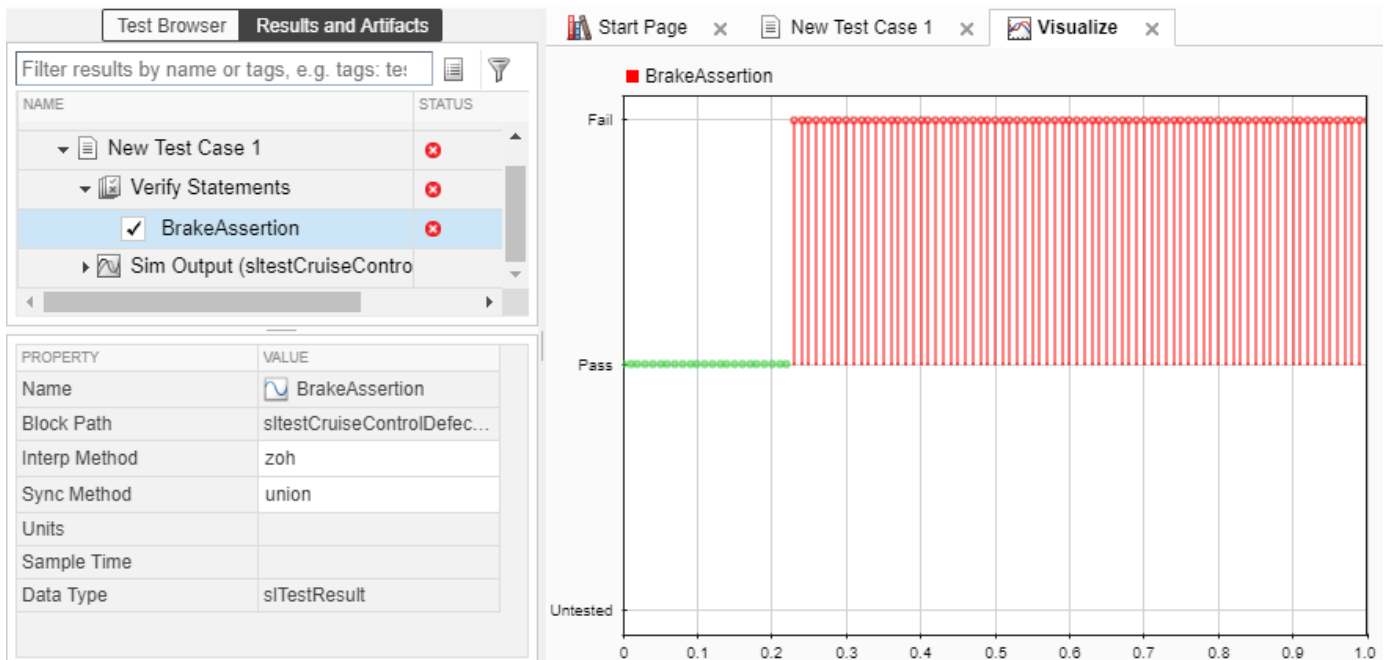 Test Browser Results and Artifacts
Filter results by name or tags, e.g. tags: te
NAME STATUS
New Test Case 1
Verify Statements
BrakeAssertion
Sim Output (sltestCruiseContro
PROPERTY VALUE
Name BrakeAssertion
Block Path sltestCruiseControlDefec...
Interp Method zoh
Sync Method union
Units
Sample Time
Data Type slTestResult
Start Page New Test Case 1 Visualize
BrakeAssertion
Fail
Pass
Untested
0 0.1 0.2 0.3 0.4 0.5 0.6 0.7 0.8 0.9 1.0